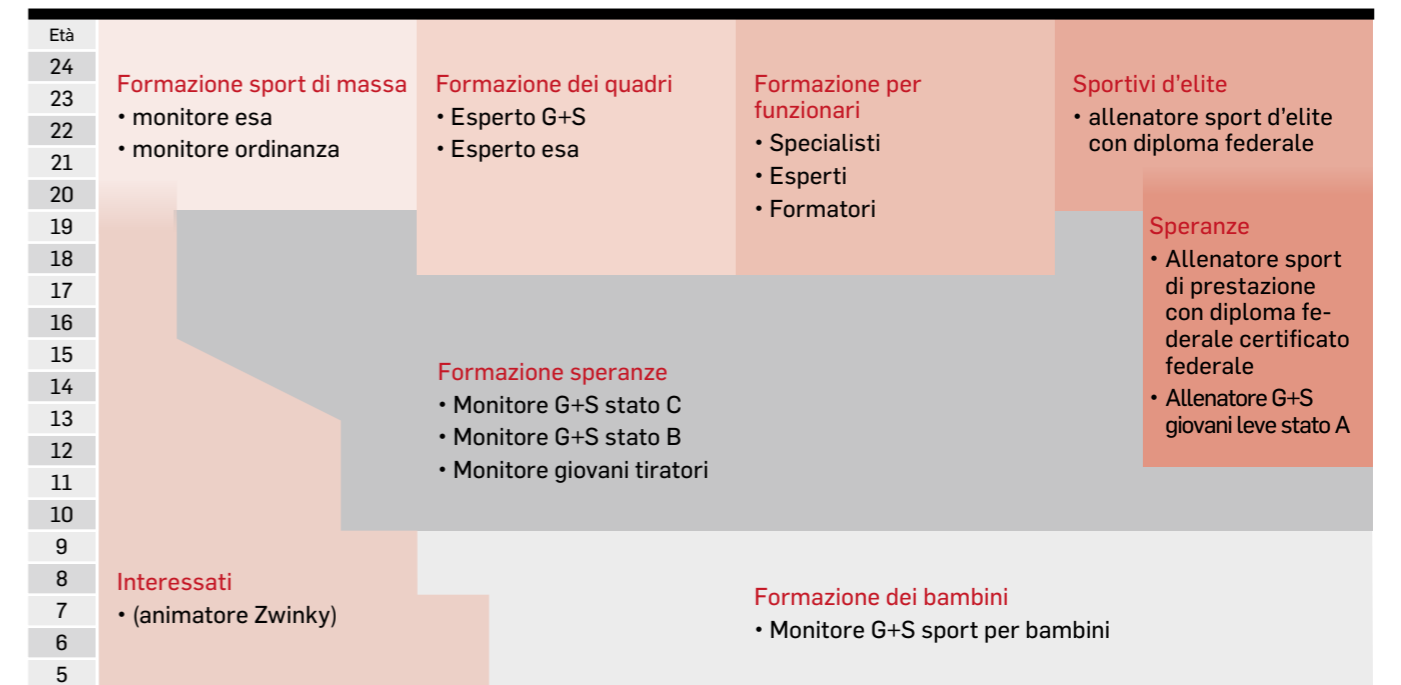 Età
24
23
22
21
20
19
18
17
16
15
14
13
12
11
10
9
8
7
6
5
Formazione sport di massa
• monitore esa
• monitore ordinanza
Formazione dei quadri
• Esperto G+S
• Esperto esa
Formazione per
funzionari
• Specialisti
• Esperti
• Formatori
Sportivi d'elite
• allenatore sport d'elite
con diploma federale
Speranze
• Allenatore sport
di prestazione
con diploma fe-
derale certificato
federale
• Allenatore G+S
giovani leve stato A
Formazione speranze
• Monitore G+S stato C
• Monitore G+S stato B
• Monitore giovani tiratori
Interessati
• (animatore Zwinky)
Formazione dei bambini
• Monitore G+S sport per bambini